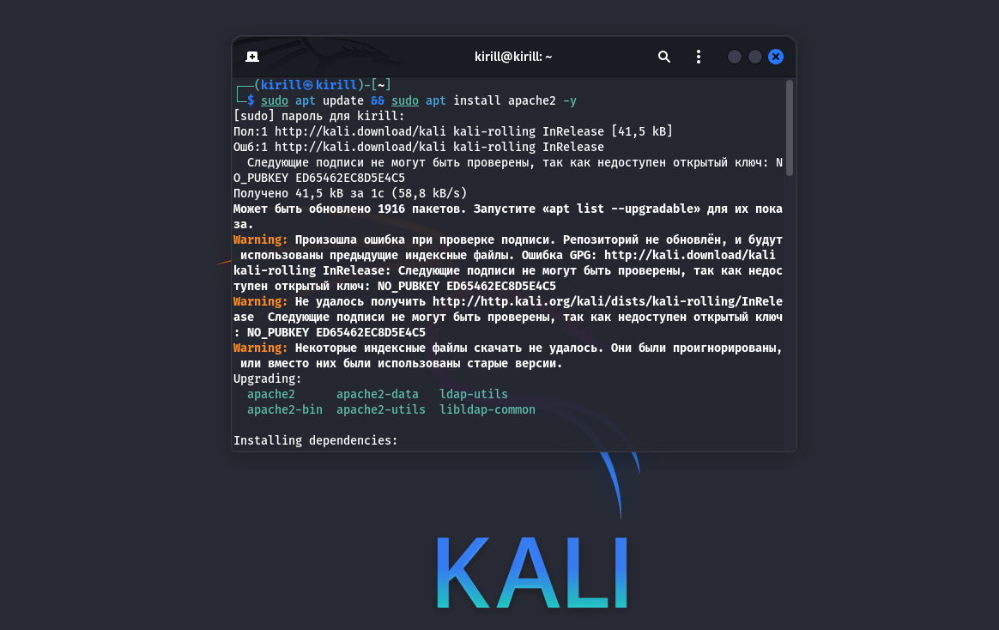 kirill@kirill: ~
(kirill㉿kirill)-[~]
$ sudo apt update && sudo apt install apache2 -y
[sudo] пароль для kirill:
Пол:1 http://kali.download/kali kali-rolling InRelease [41,5 kB]
Ошб:1 http://kali.download/kali kali-rolling InRelease
Следующие подписи не могут быть проверены, так как недоступен открытый ключ: N
O_PUBKEY ED65462EC8D5E4C5
Получено 41,5 kB за 1с (58,8 kB/s)
Может быть обновлено 1916 пакетов. Запустите «apt list --upgradable» для их пока
за.
Warning: Произошла ошибка при проверке подписи. Репозиторий не обновлён, и будут
использованы предыдущие индексные файлы. Ошибка GPG: http://kali.download/kali
kali-rolling InRelease: Следующие подписи не могут быть проверены, так как недос
тупен открытый ключ: NO_PUBKEY ED65462EC8D5E4C5
Warning: Не удалось получить http://http.kali.org/kali/dists/kali-rolling/InRele
ase  Следующие подписи не могут быть проверены, так как недоступен открытый ключ
: NO_PUBKEY ED65462EC8D5E4C5
Warning: Некоторые индексные файлы скачать не удалось. Они были проигнорированы,
или вместо них были использованы старые версии.
Upgrading:
apache2      apache2-data   ldap-utils
apache2-bin  apache2-utils  libldap-common
Installing dependencies:
KALI